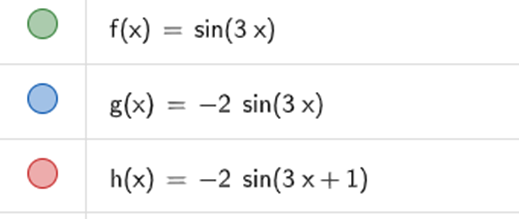 f(x) = sin(3 x)
g(x) = −2 sin(3 x)
h(x) = −2 sin(3 x + 1)